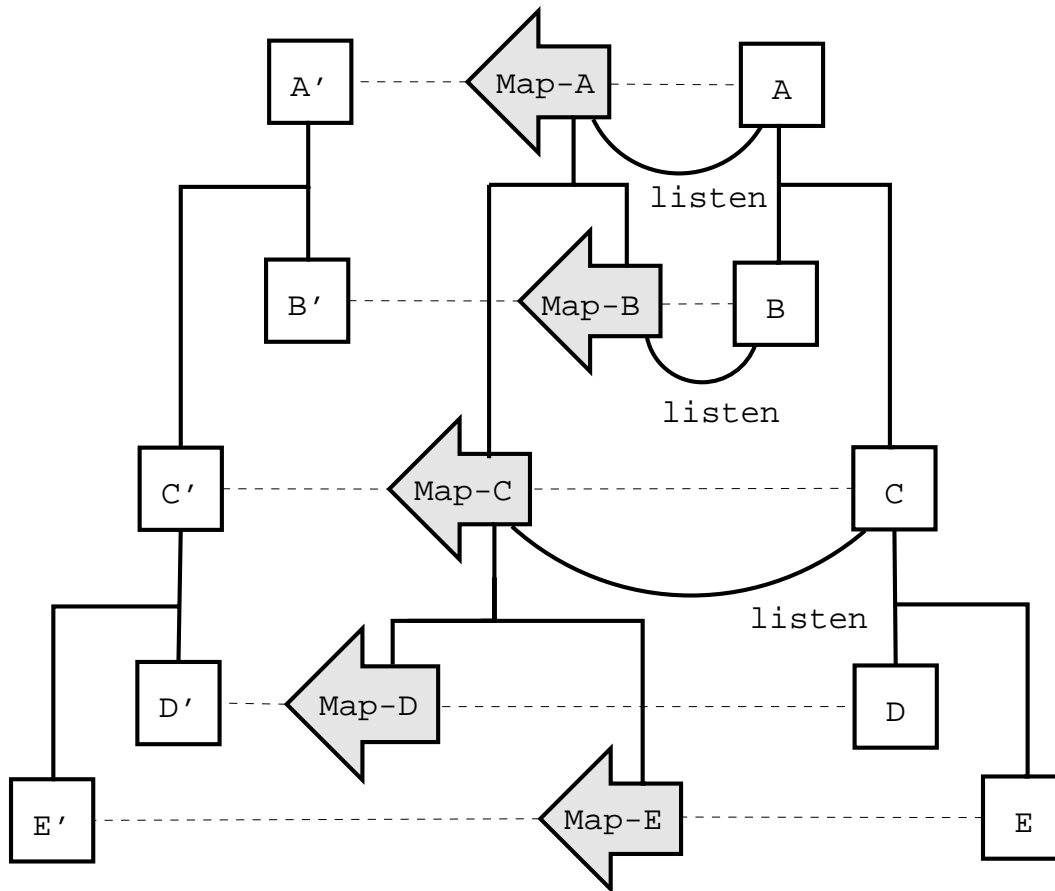 A' Map-A A
listen
B' Map-B B
listen
C' Map-C C
listen
D' Map-D D
E' Map-E E